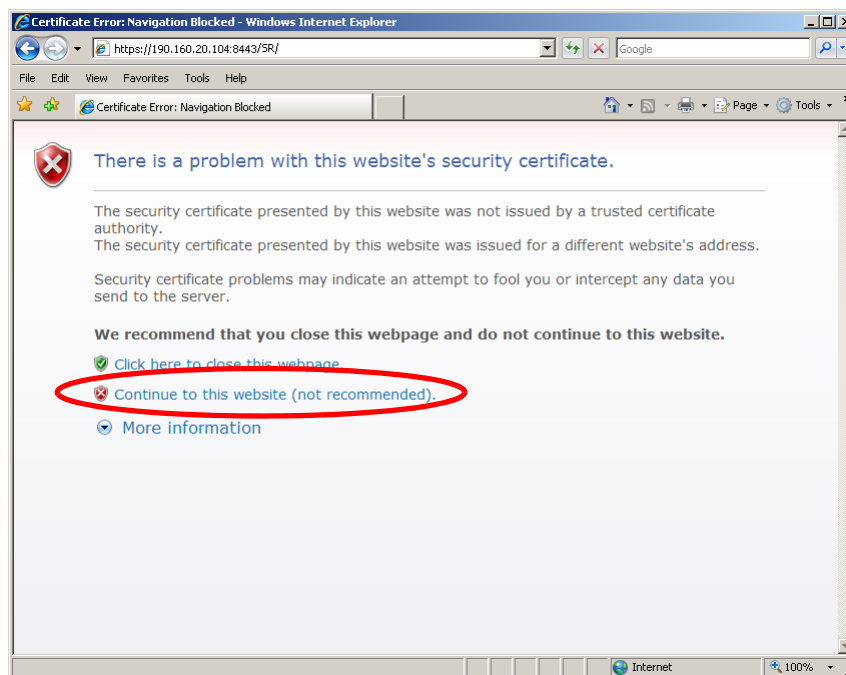 Certificate Error: Navigation Blocked - Windows Internet Explorer
https://190.160.20.104:8443/SR/
Google
File Edit View Favorites Tools Help
Certificate Error: Navigation Blocked
Page Tools
There is a problem with this website's security certificate.
The security certificate presented by this website was not issued by a trusted certificate
authority.
The security certificate presented by this website was issued for a different website's address.
Security certificate problems may indicate an attempt to fool you or intercept any data you
send to the server.
We recommend that you close this webpage and do not continue to this website.
Click here to close this webpage.
Continue to this website (not recommended).
More information
Internet 100%